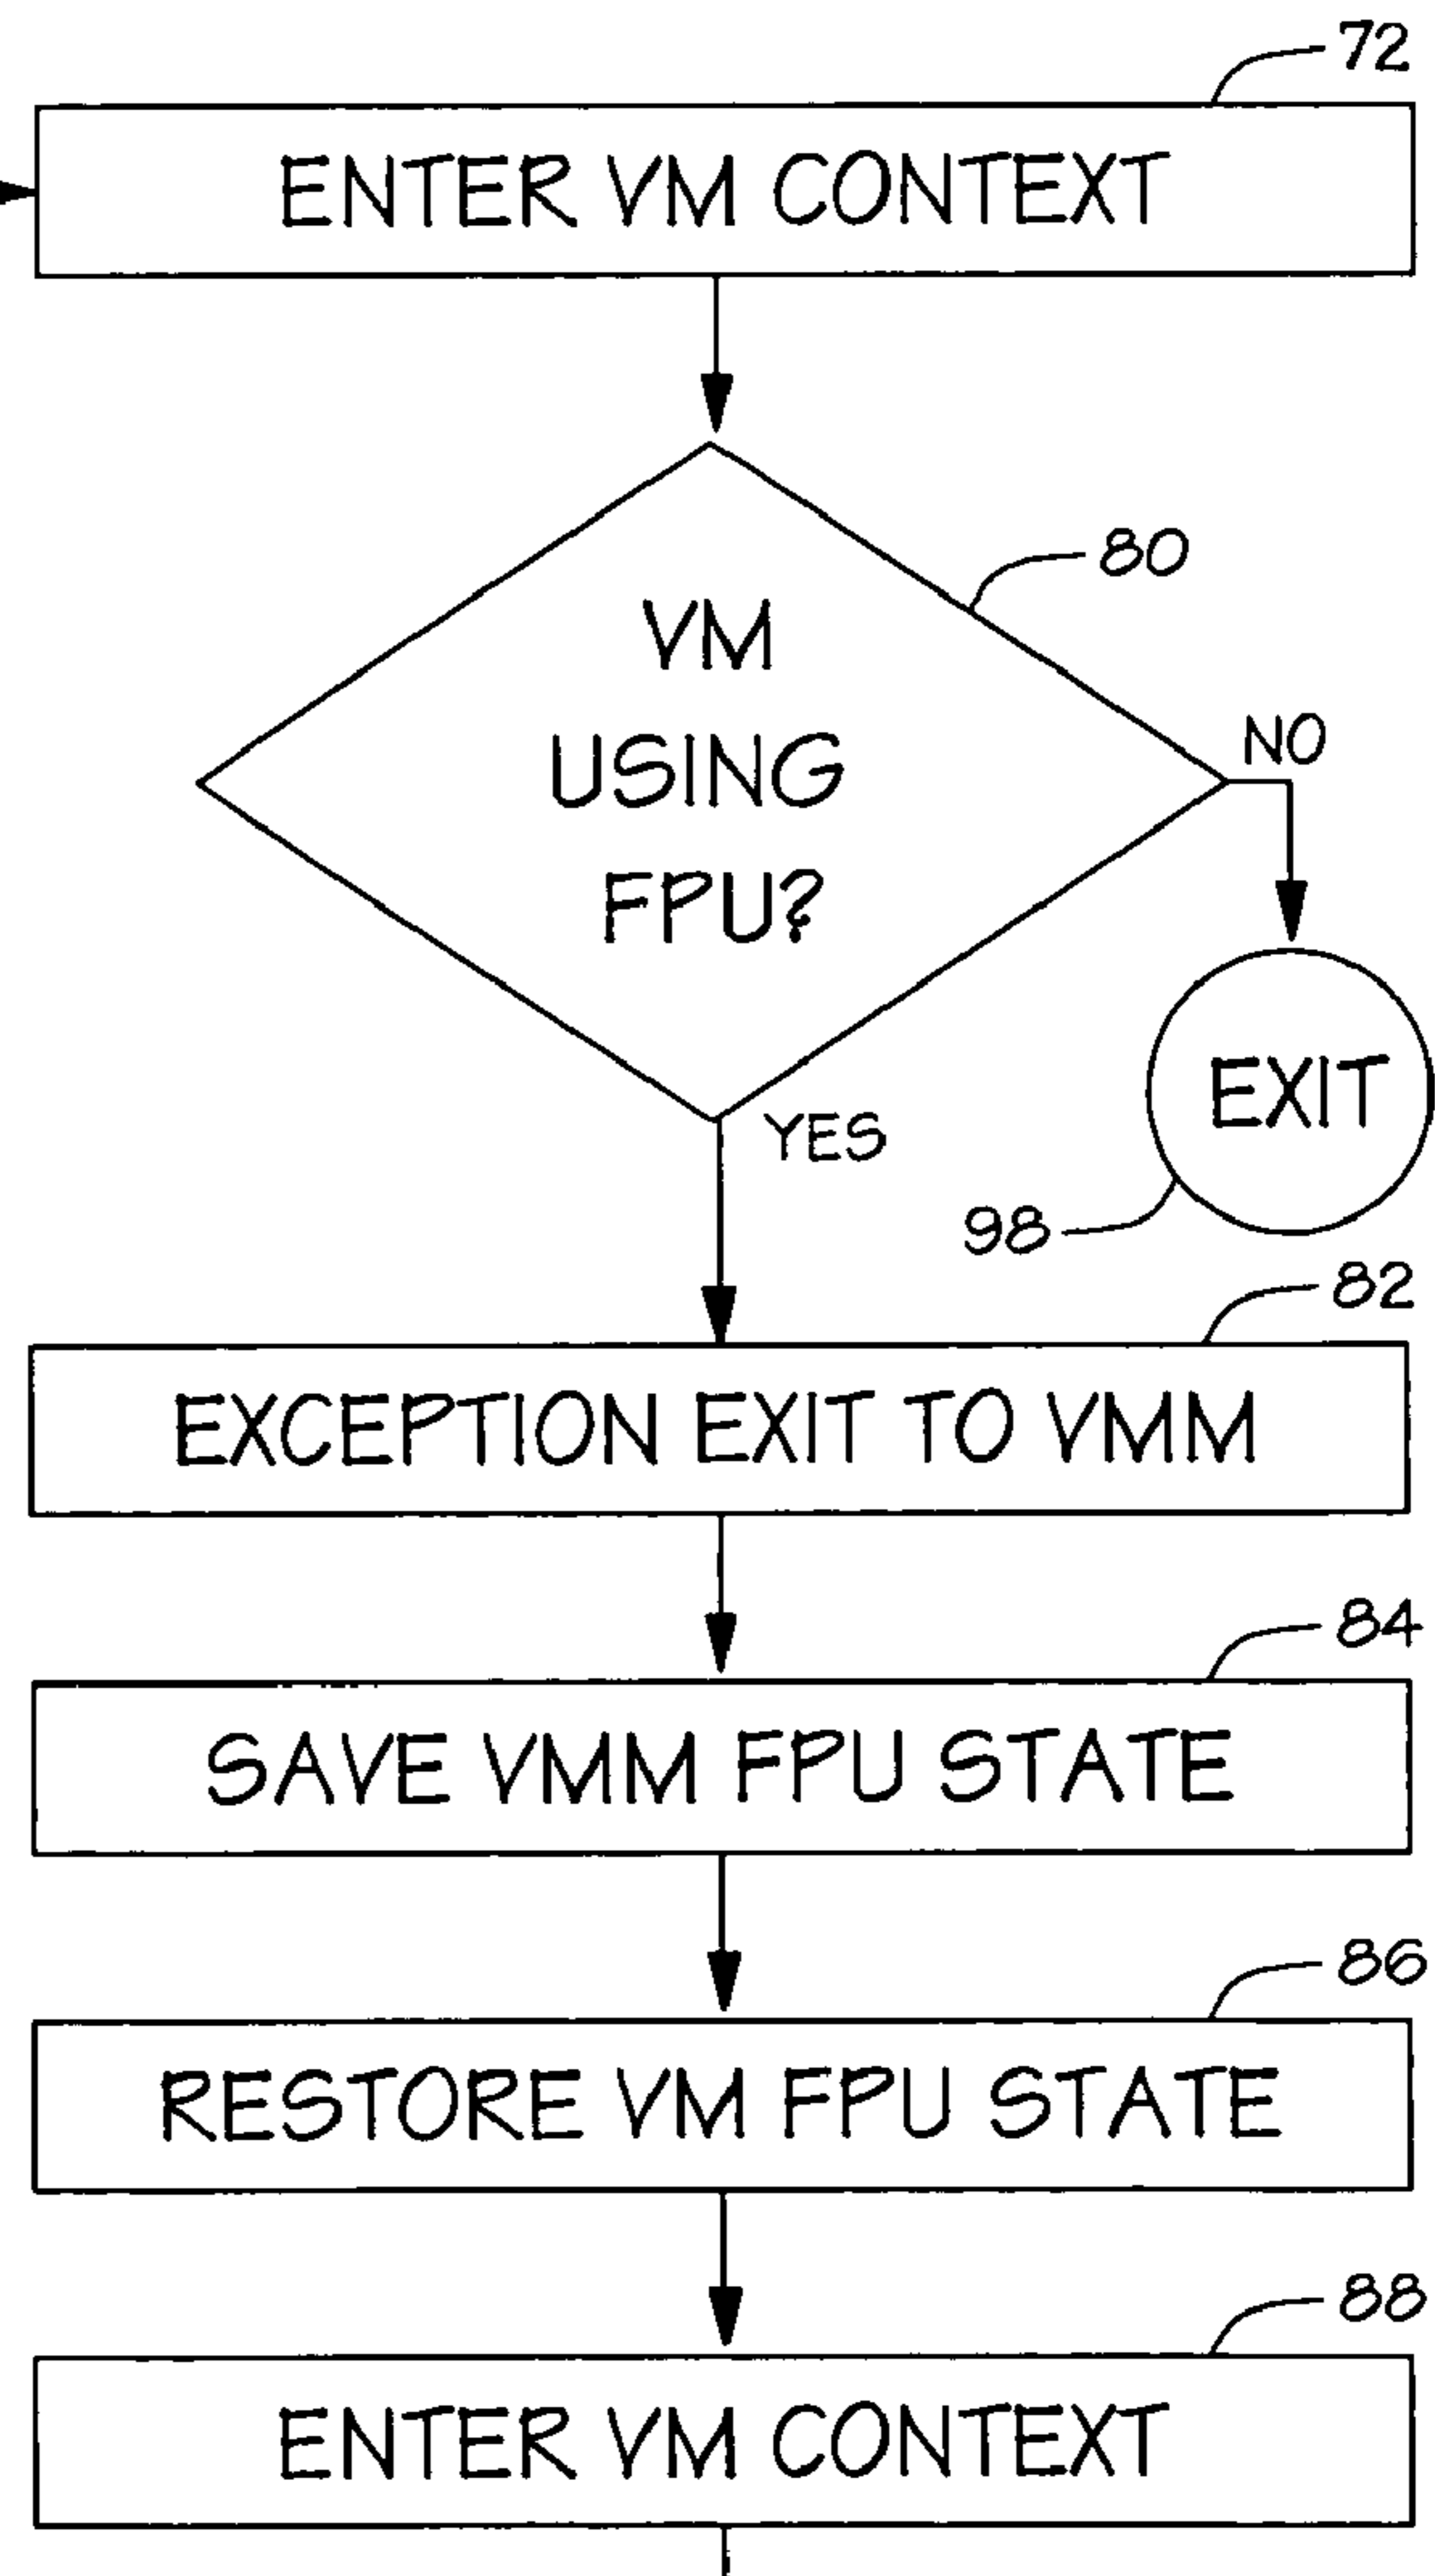 72
ENTER VM CONTEXT
80
VM
USING
FPU?
NO
EXIT
YES
98
82
EXCEPTION EXIT TO VMM
84
SAVE VMM FPU STATE
86
RESTORE VM FPU STATE
88
ENTER VM CONTEXT